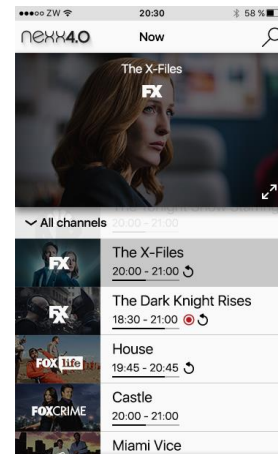 ZW 20:30 58 %
nexx4.0 Now
The X-Files
FX
All channels 20:00 - 21:00
FX The X-Files
20:00 - 21:00
FX The Dark Knight Rises
18:30 - 21:00
FOX life House
19:45 - 20:45
FOXCRIME Castle
20:00 - 21:00
Miami Vice